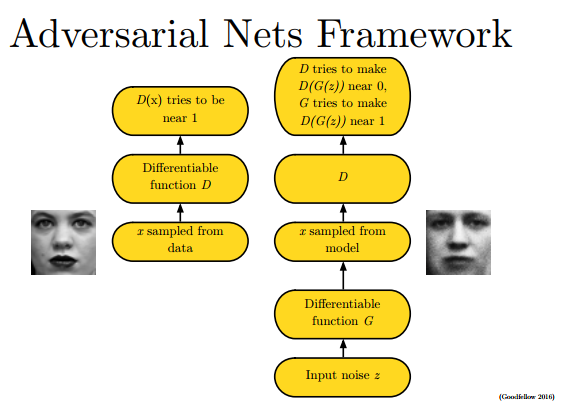 Adversarial Nets Framework
D(x) tries to be
near 1
Differentiable
function D
x sampled from
data
D tries to make
D(G(z)) near 0,
G tries to make
D(G(z)) near 1
D
x sampled from
model
Differentiable
function G
Input noise z
(Goodfellow 2016)